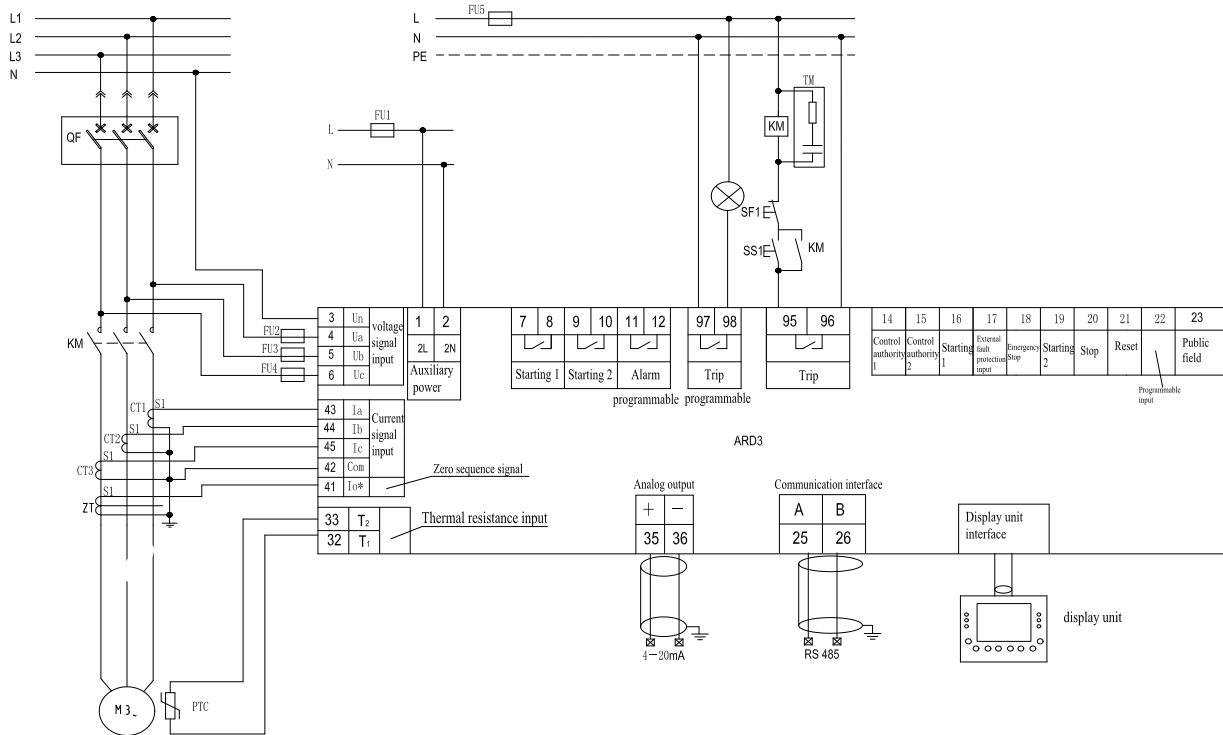 L1
L2
L3
N
FU5
L
N
PE
TM
KM
QF
FU1
L
N
SF1
SS1
KM
3 Un
4 Ua
5 Ub
6 Uc
voltage
signal
input
FU2
FU3
FU4
KM
1 2
2L 2N
Auxiliary
power
7 8 9 10 11 12
Starting 1 Starting 2 Alarm
programmable
97 98
Trip
programmable
95 96
Trip
14 15 16 17 18 19 20 21 22 23
Control
authority
1
Control
authority
2
Starting
1
External
fault
protection
input
Emergency
Stop
Starting
2
Stop
Reset
Programmable
input
Public
field
CT1 S1
CT2 S1
CT3 S1
ZT S1
43 Ia
44 Ib
45 Ic
42 Com
41 Io*
Current
signal
input
Zero sequence signal
33 T2
32 T1
Thermal resistance input
ARD3
Analog output
+ −
35 36
4－20mA
Communication interface
A B
25 26
RS 485
Display unit
interface
display unit
M 3~
PTC